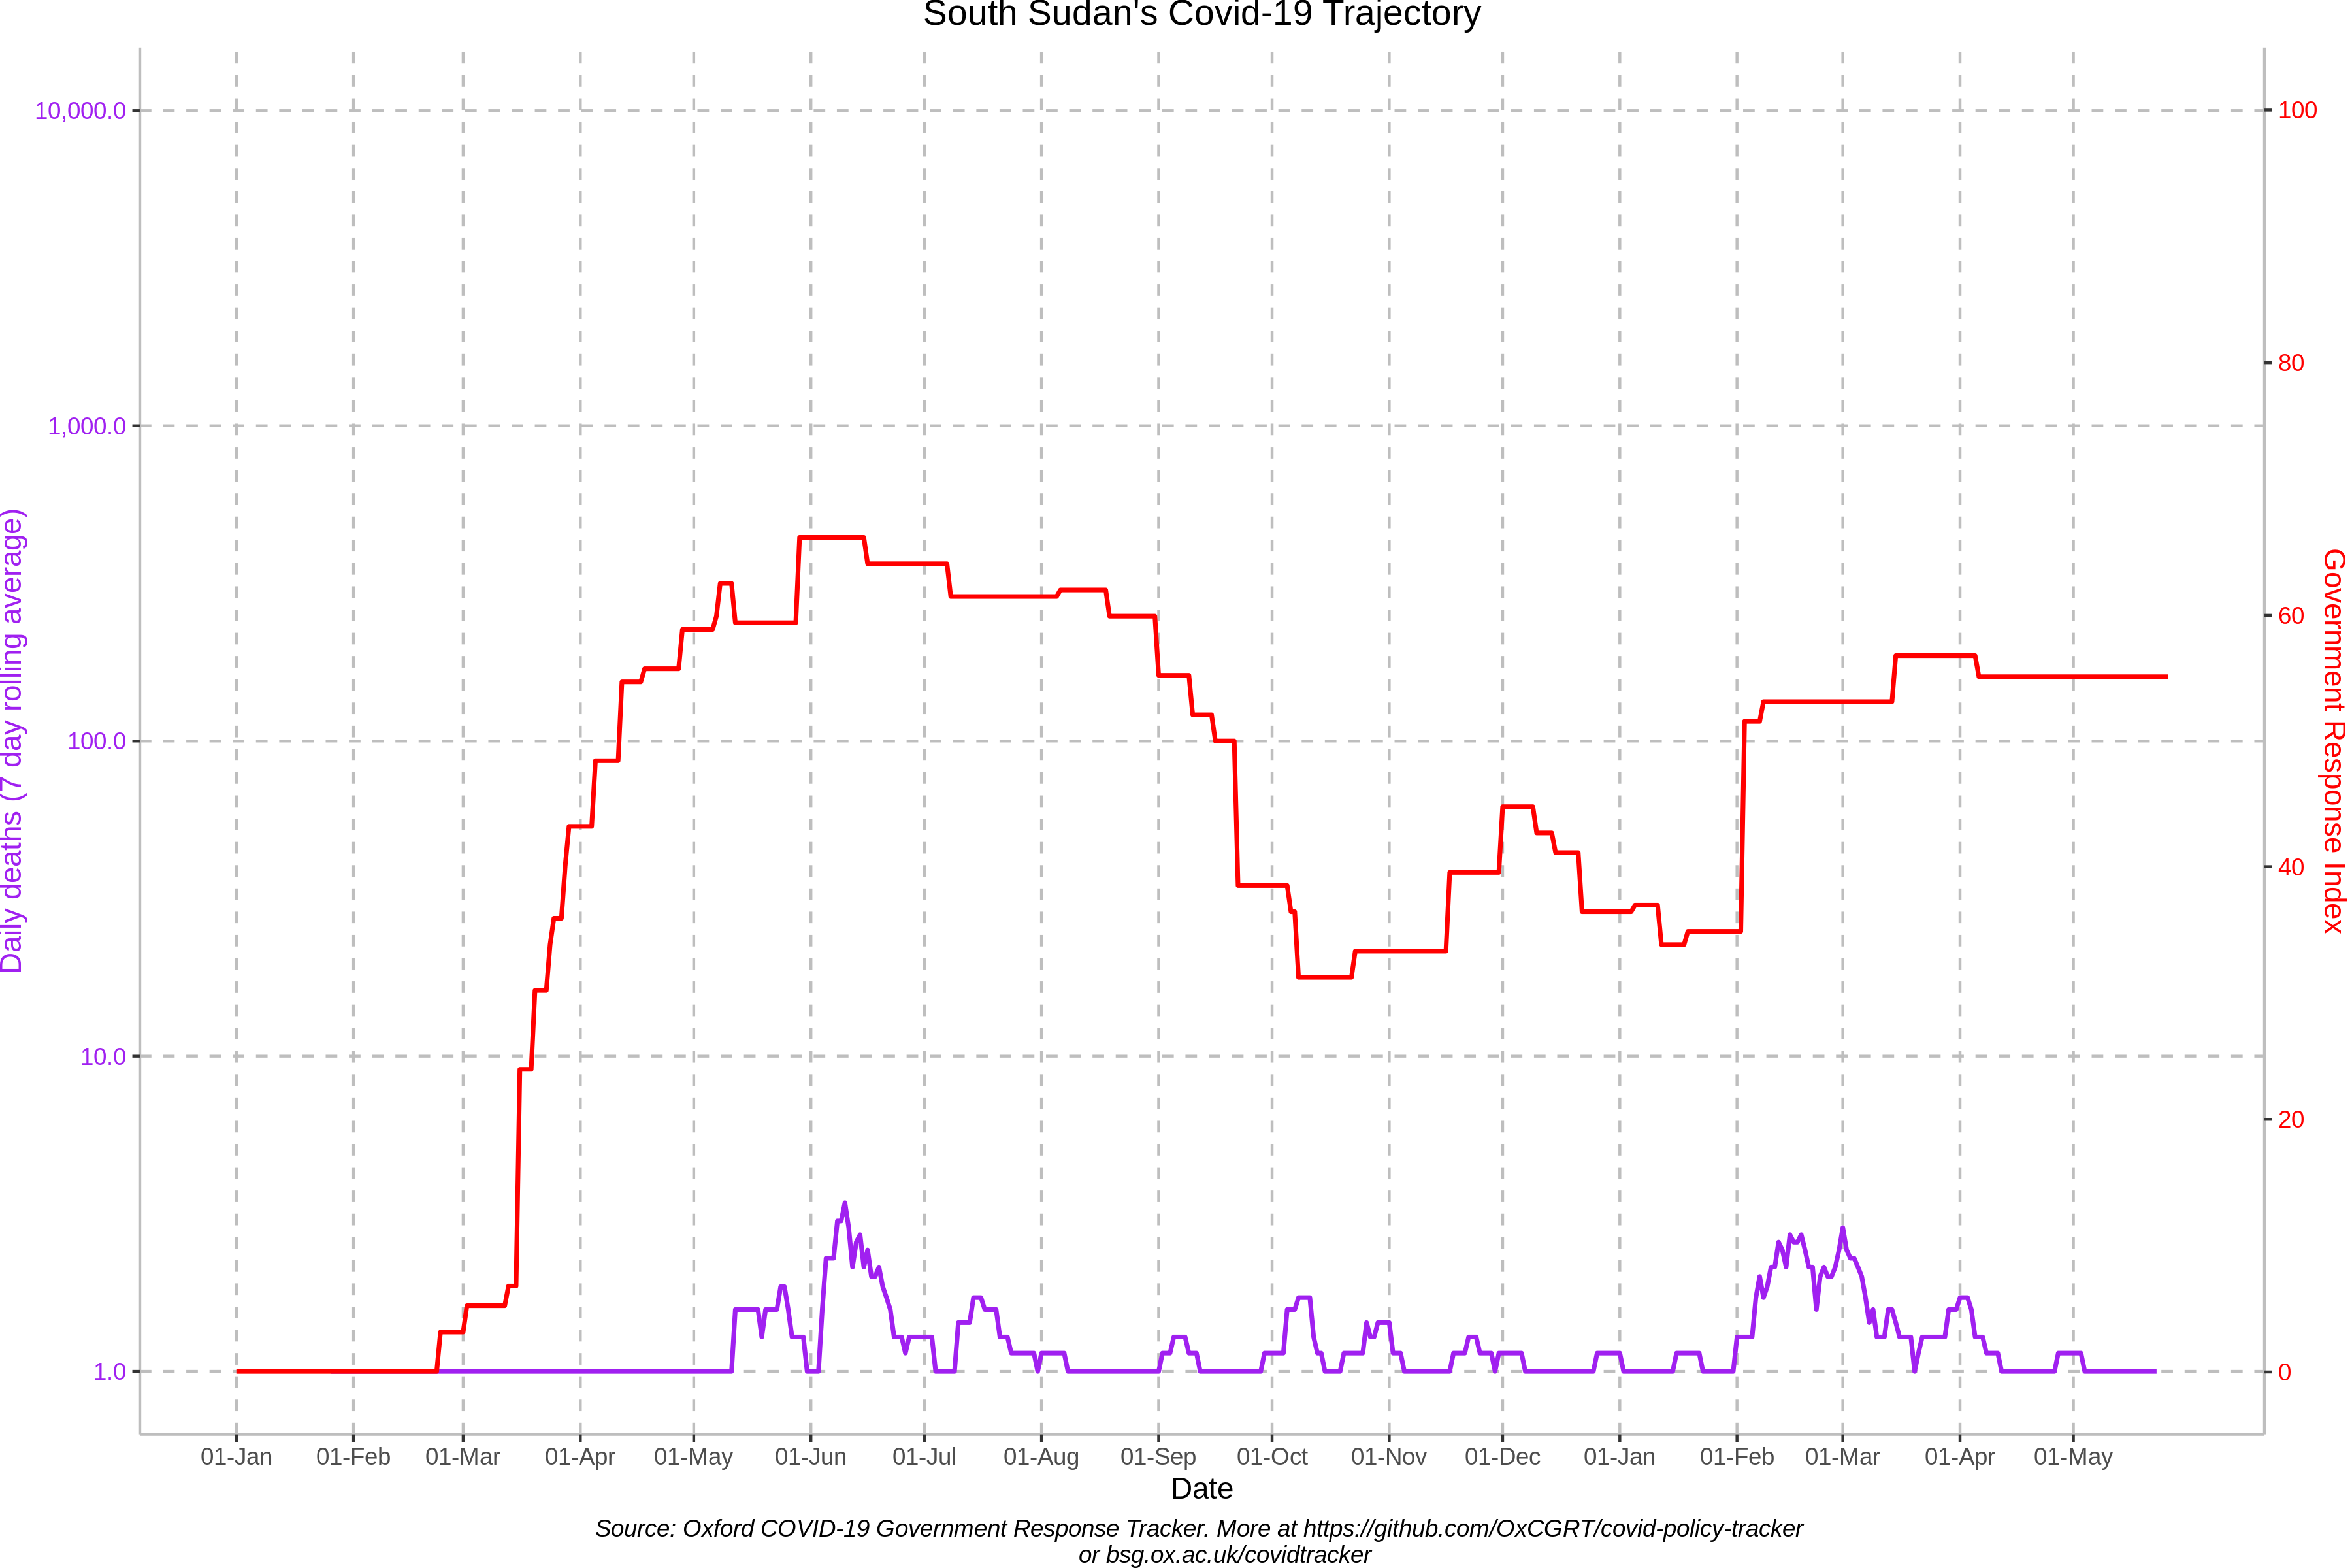 South Sudan's Covid-19 Trajectory
10,000.0
1,000.0
100.0
10.0
1.0
Daily deaths (7 day rolling average)
100
80
60
40
20
0
Government Response Index
01-Jan 01-Feb 01-Mar 01-Apr 01-May 01-Jun 01-Jul 01-Aug 01-Sep 01-Oct 01-Nov 01-Dec 01-Jan 01-Feb 01-Mar 01-Apr 01-May
Date
Source: Oxford COVID-19 Government Response Tracker. More at https://github.com/OxCGRT/covid-policy-tracker
or bsg.ox.ac.uk/covidtracker